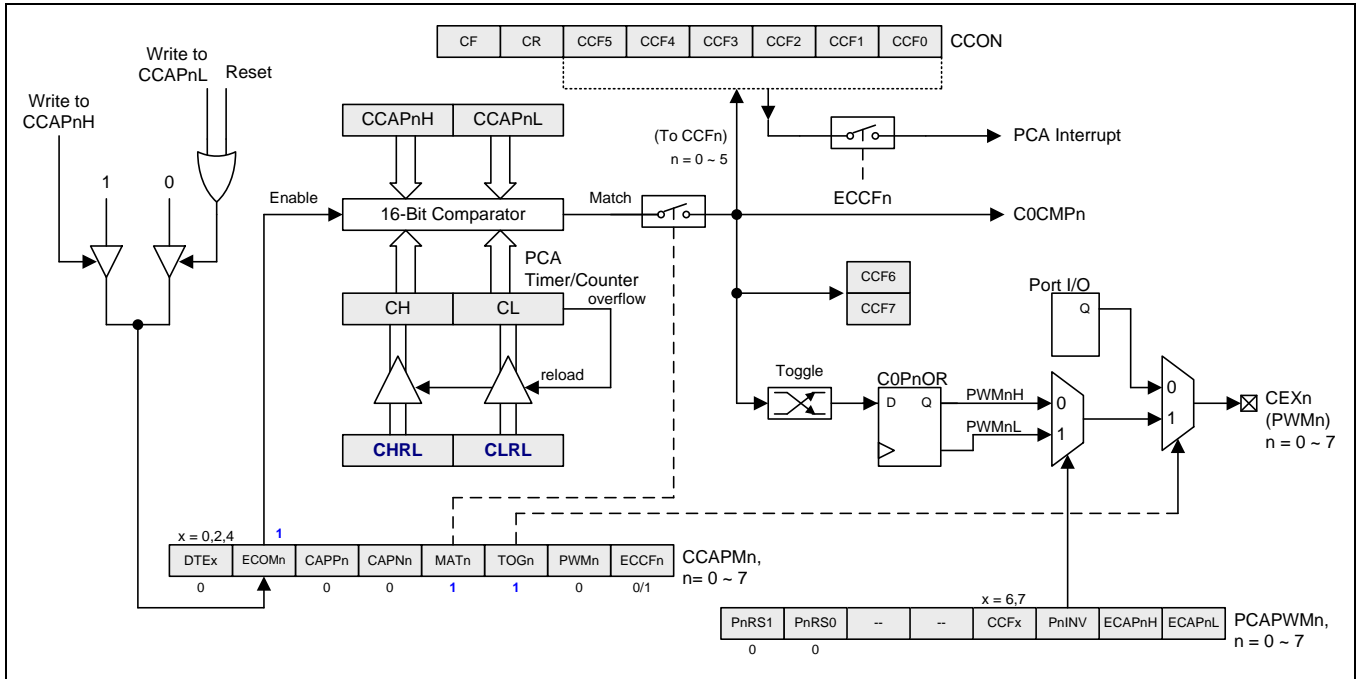 CF CR CCF5 CCF4 CCF3 CCF2 CCF1 CCF0 CCON
Write to
CCAPnL
Reset
Write to
CCAPnH
1 0
CCAPnH CCAPnL
(To CCFn)
n = 0 ~ 5
PCA Interrupt
ECCFn
Enable
16-Bit Comparator
Match
C0CMPn
PCA
Timer/Counter
overflow
CH CL
reload
CHRL CLRL
CCF6
CCF7
Port I/O
Q
Toggle
C0PnOR
D Q
PWMnH
PWMnL
0
1
0
1
CEXn
(PWMn)
n = 0 ~ 7
x = 0,2,4
1
DTEx ECOMn CAPPn CAPNn MATn TOGn PWMn ECCFn
0 0 0 1 1 0 0/1
CCAPMn,
n= 0 ~ 7
x = 6,7
PnRS1 PnRS0 -- -- CCFx PnINV ECAPnH ECAPnL
0 0
PCAPWMn,
n = 0 ~ 7